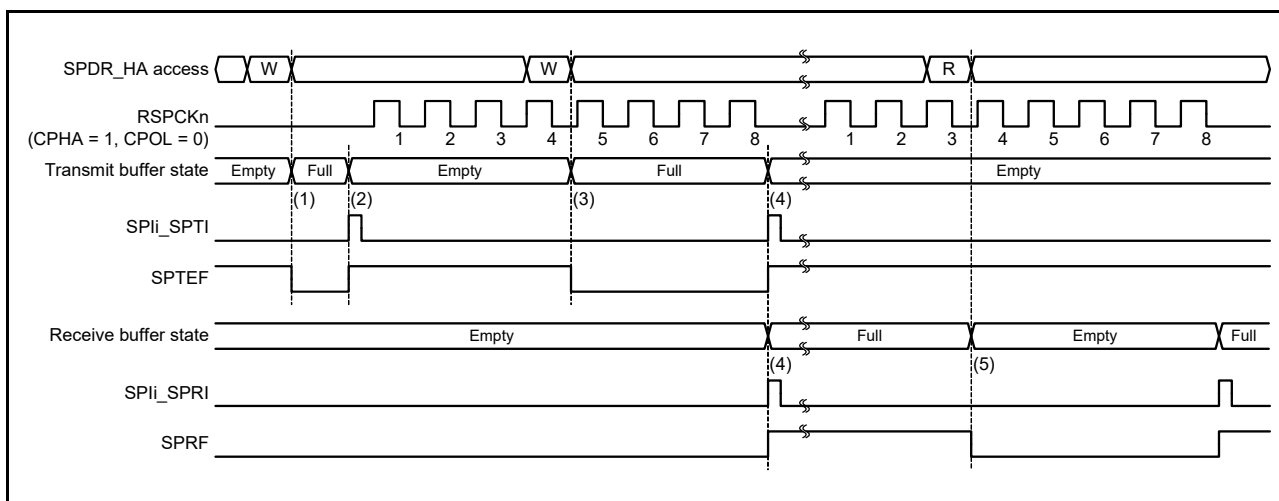 SPDR_HA access W W R
RSPCKn
(CPHA = 1, CPOL = 0) 1 2 3 4 5 6 7 8 1 2 3 4 5 6 7 8
Transmit buffer state Empty Full Empty Full Empty
(1) (2) (3) (4)
SPIi_SPTI
SPTEF
Receive buffer state Empty Full Empty Full
(4) (5)
SPIi_SPRI
SPRF